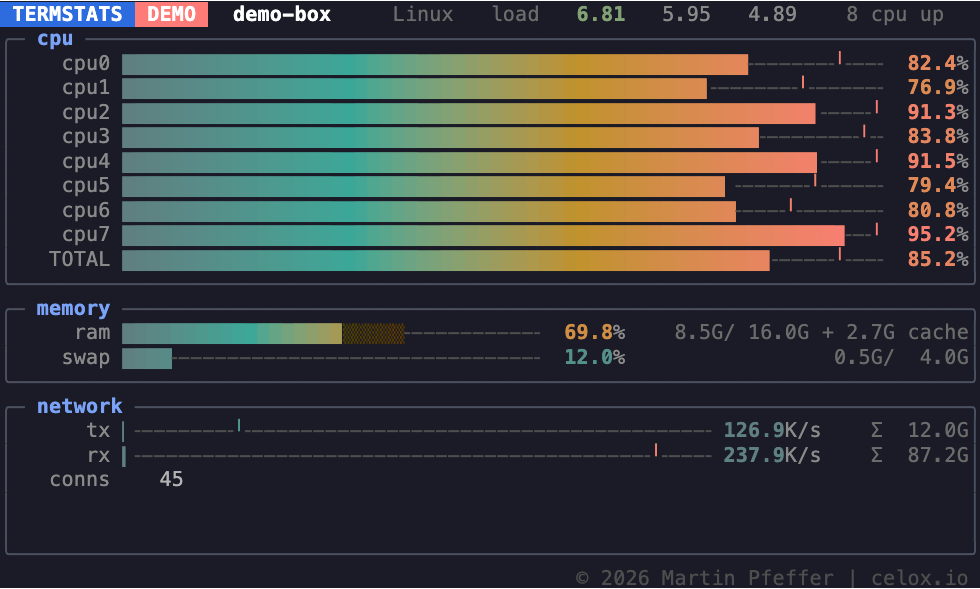 TERMSTATS DEMO demo-box Linux load 6.81 5.95 4.89 8 cpu up
cpu
cpu0 82.4%
cpu1 76.9%
cpu2 91.3%
cpu3 83.8%
cpu4 91.5%
cpu5 79.4%
cpu6 80.8%
cpu7 95.2%
TOTAL 85.2%
memory
ram 69.8% 8.5G/ 16.0G + 2.7G cache
swap 12.0% 0.5G/ 4.0G
network
tx 126.9K/s Σ 12.0G
rx 237.9K/s Σ 87.2G
conns 45
© 2026 Martin Pfeffer | celox.io